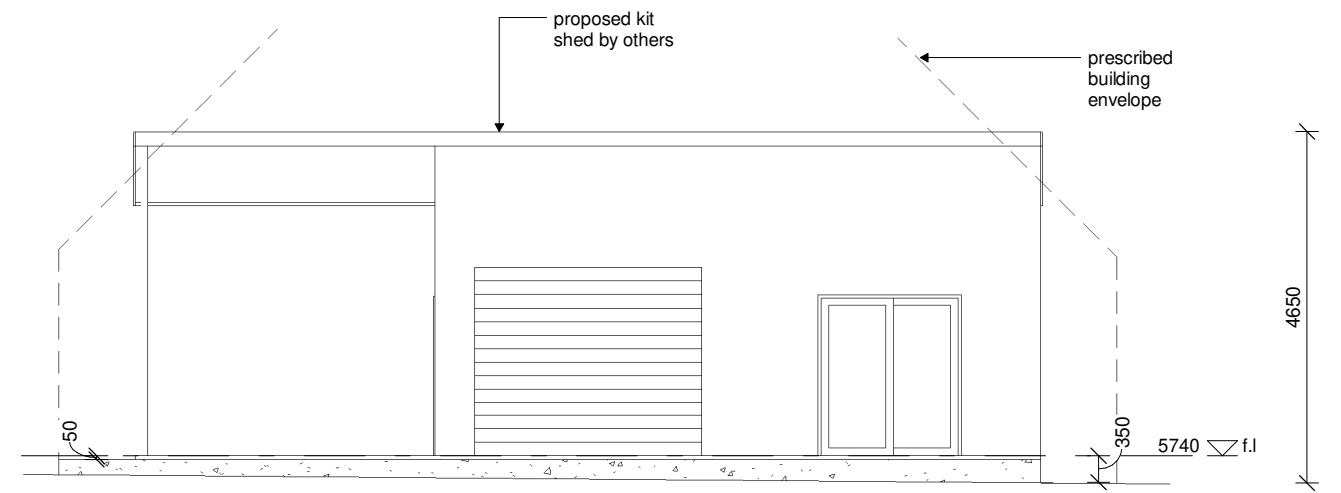 proposed kit
shed by others
prescribed
building
envelope
4650
50
350
5740 f.l